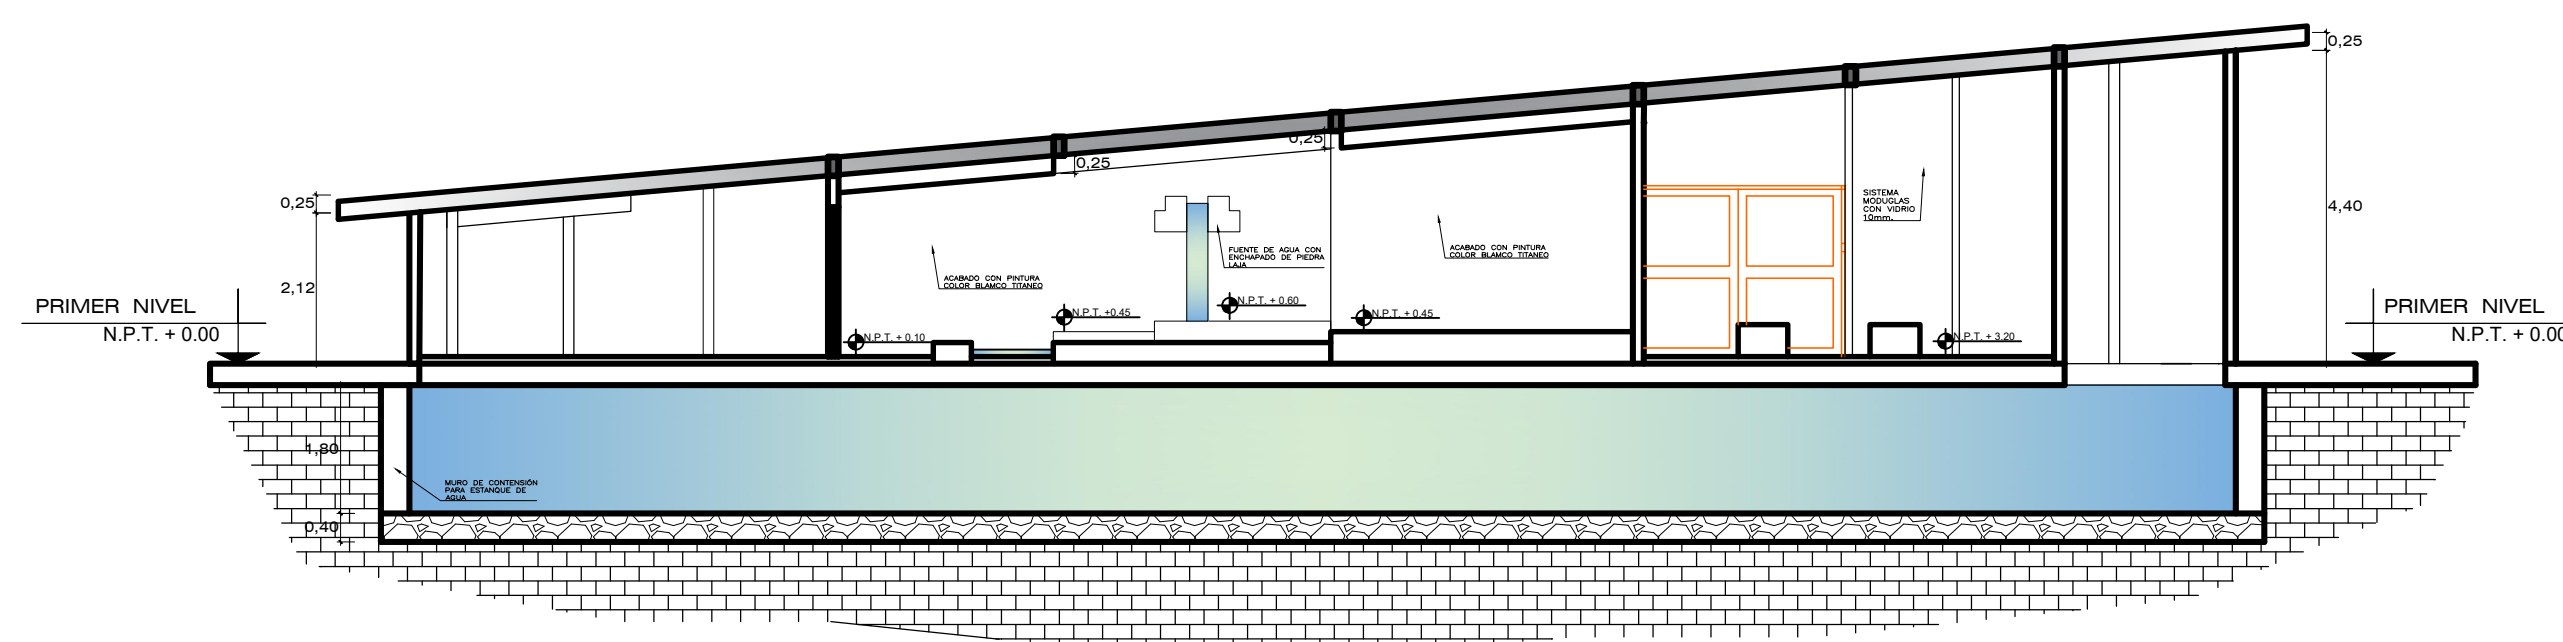 0,25
4,40
0,25
2,12
0,25
0,25
PRIMER NIVEL
N.P.T. + 0.00
ACABADO CON PINTURA
COLOR BLAMCO TITANEO
FUENTE DE AGUA CON
ENCHAPADO DE PIEDRA
LAJA
ACABADO CON PINTURA
COLOR BLAMCO TITANEO
SISTEMA
MODUGLAS
CON VIDRIO
10mm.
N.P.T. + 0.10
N.P.T. +0.45
N.P.T. + 0.60
N.P.T. + 0.45
N.P.T. + 3.20
PRIMER NIVEL
N.P.T. + 0.00
1,80
0,40
MURO DE CONTENSIÓN
PARA ESTANQUE DE
AGUA